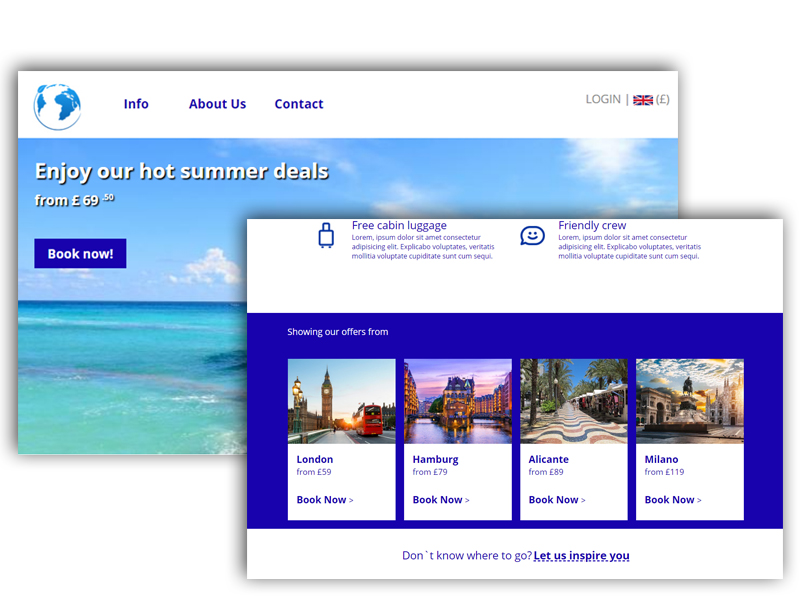 Info About Us Contact
LOGIN | (£)
Enjoy our hot summer deals
from £ 69 .50
Book now!
Free cabin luggage
Lorem, ipsum dolor sit amet consectetur
adipisicing elit. Explicabo voluptates, veritatis
mollitia voluptate cupiditate sunt cum sequi.
Friendly crew
Lorem, ipsum dolor sit amet consectetur
adipisicing elit. Explicabo voluptates, veritatis
mollitia voluptate cupiditate sunt cum sequi.
Showing our offers from
London
from £59
Book Now >
Hamburg
from £79
Book Now >
Alicante
from £89
Book Now >
Milano
from £119
Book Now >
Don`t know where to go? Let us inspire you